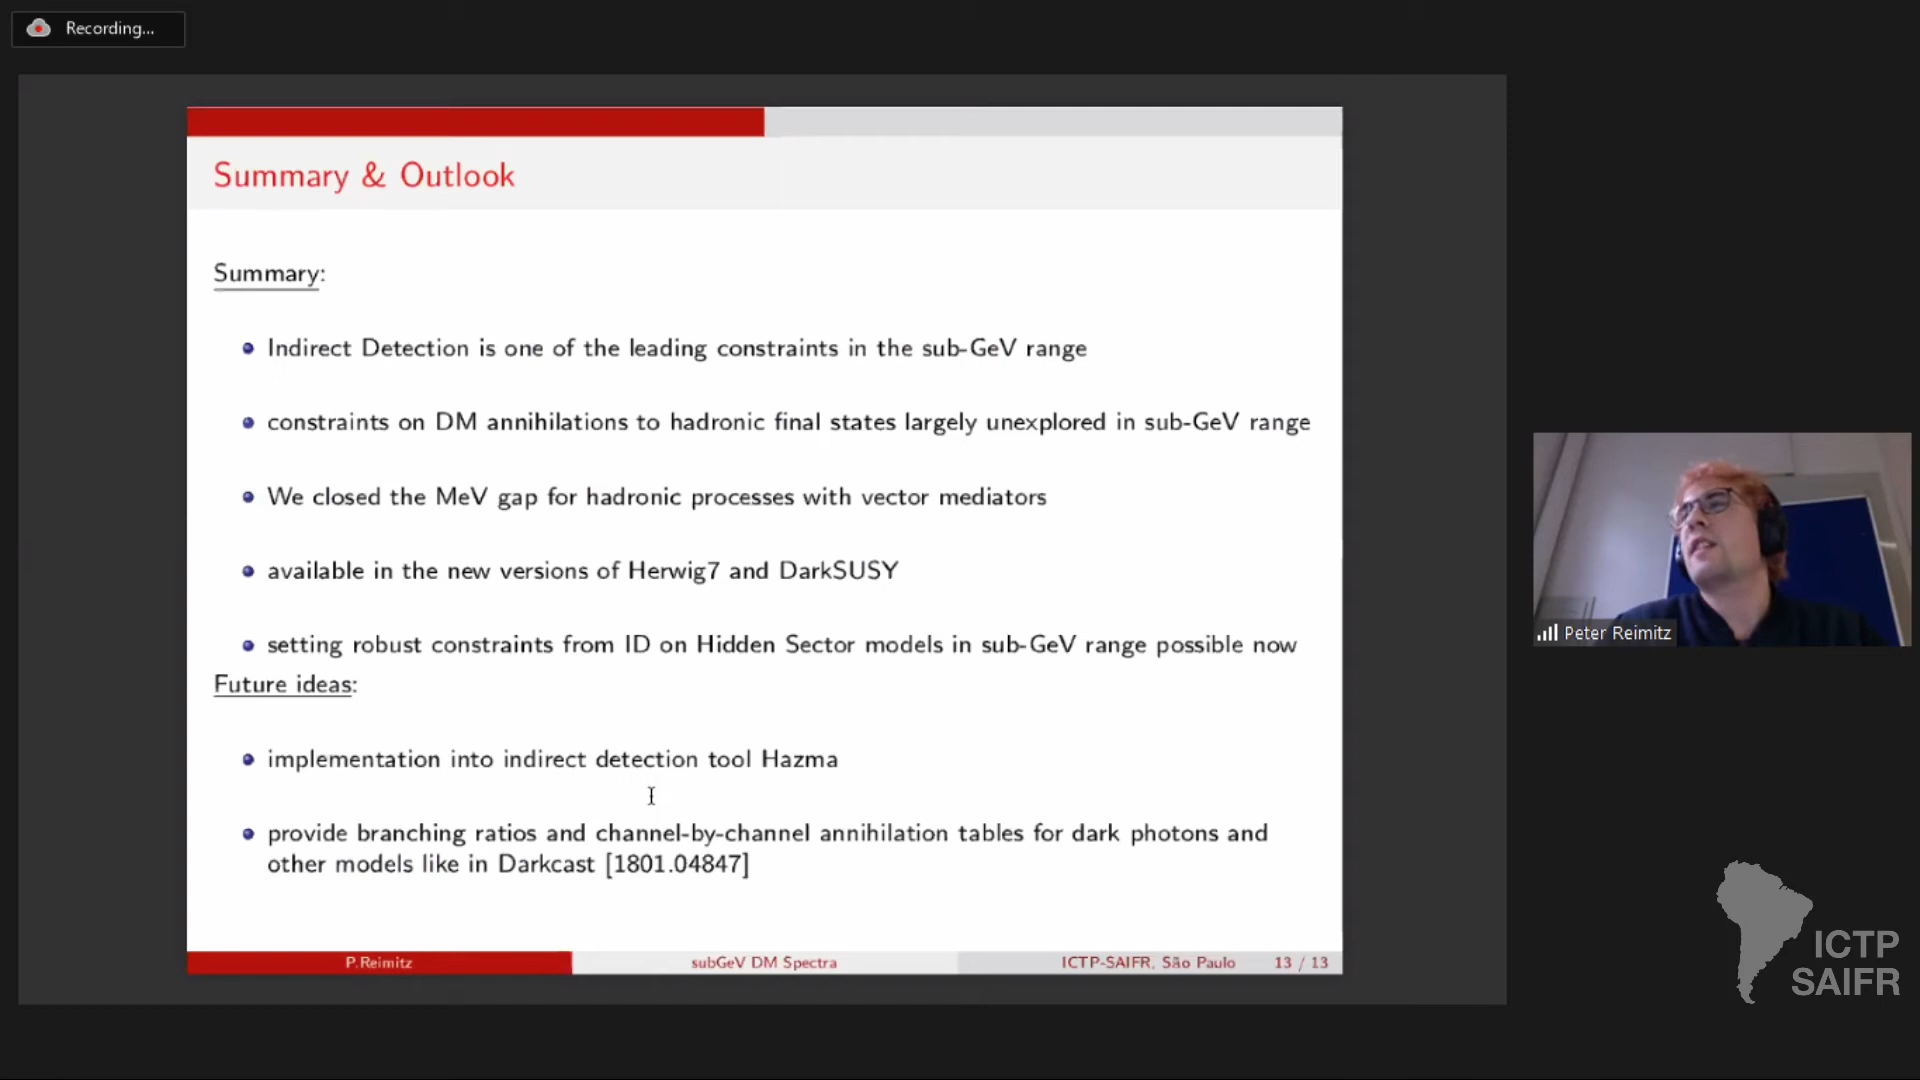 Recording...
Summary & Outlook
Summary:
Indirect Detection is one of the leading constraints in the sub-GeV range
constraints on DM annihilations to hadronic final states largely unexplored in sub-GeV range
We closed the MeV gap for hadronic processes with vector mediators
available in the new versions of Herwig7 and DarkSUSY
setting robust constraints from ID on Hidden Sector models in sub-GeV range possible now
Future ideas:
implementation into indirect detection tool Hazma
provide branching ratios and channel-by-channel annihilation tables for dark photons and
other models like in Darkcast [1801.04847]
P.Reimitz
subGeV DM Spectra
ICTP-SAIFR, São Paulo 13 / 13
Peter Reimitz
ICTP
SAIFR